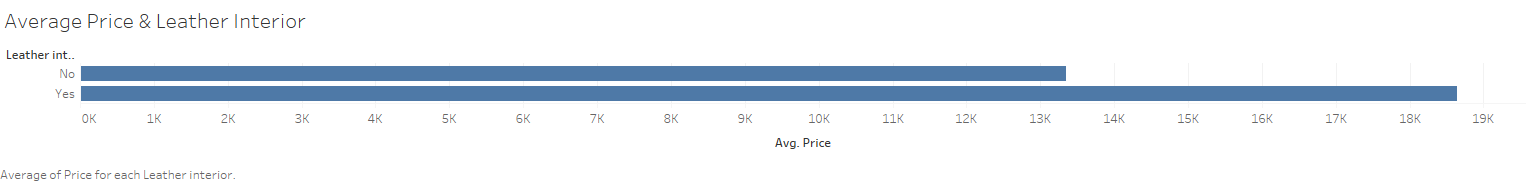 Average Price & Leather Interior
Leather int..
No
Yes
0K 1K 2K 3K 4K 5K 6K 7K 8K 9K 10K 11K 12K 13K 14K 15K 16K 17K 18K 19K
Avg. Price
Average of Price for each Leather interior.